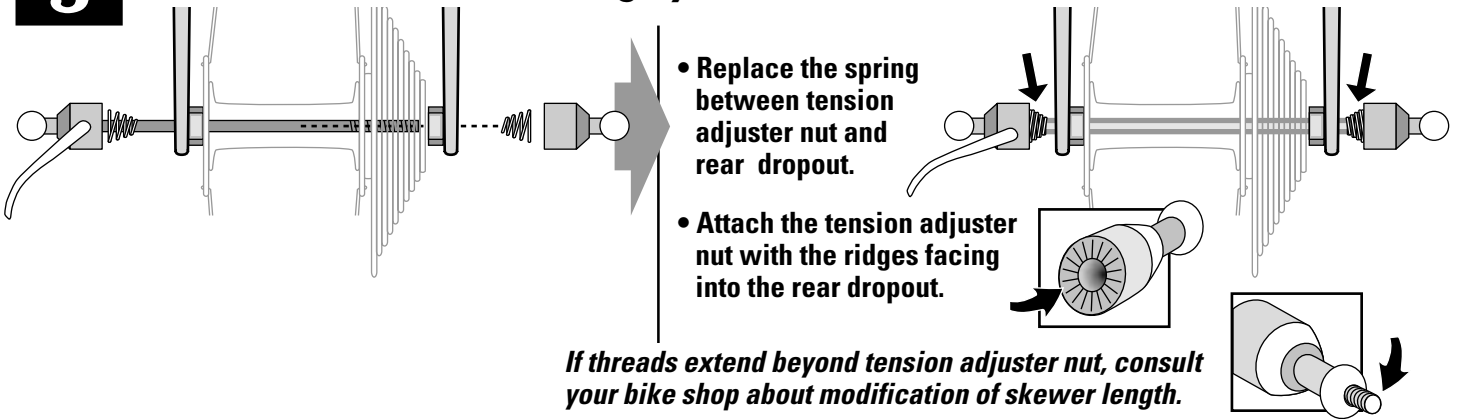 • Replace the spring
between tension
adjuster nut and
rear dropout.
• Attach the tension adjuster
nut with the ridges facing
into the rear dropout.
If threads extend beyond tension adjuster nut, consult
your bike shop about modification of skewer length.